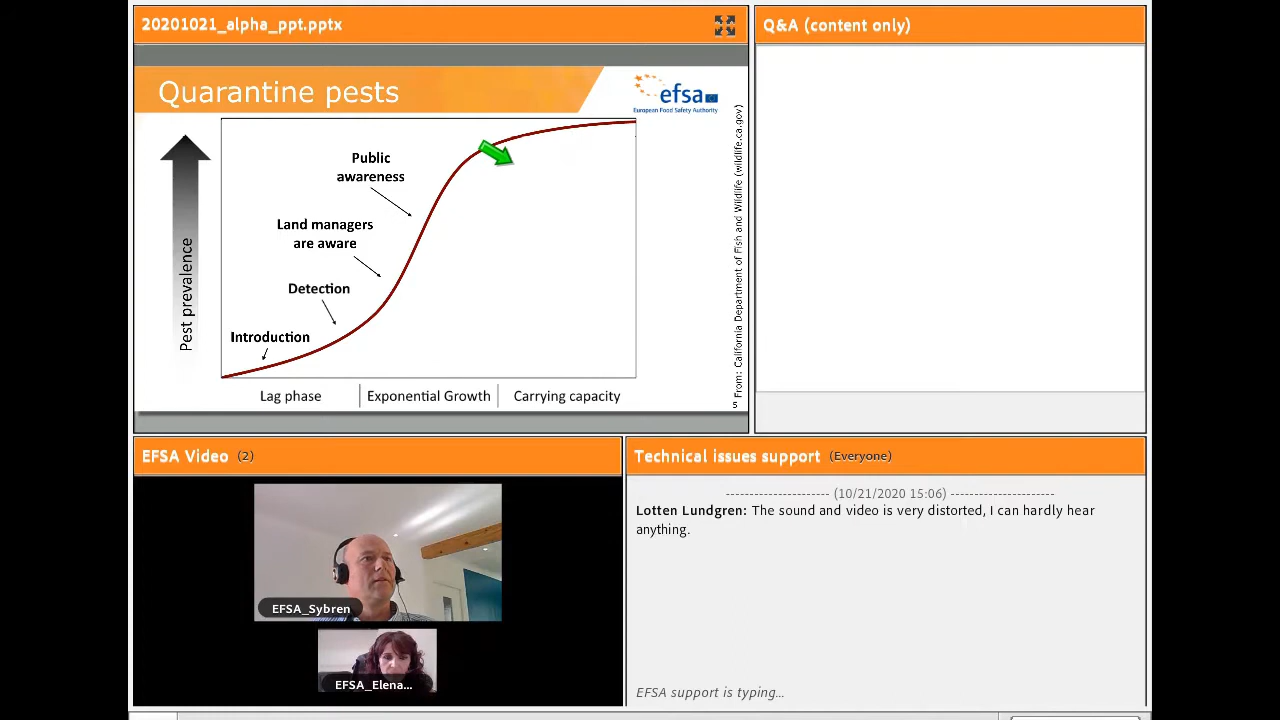 20201021_alpha_ppt.pptx
Quarantine pests
efsa
European Food Safety Authority
Pest prevalence
Public
awareness
Land managers
are aware
Detection
Introduction
Lag phase
Exponential Growth
Carrying capacity
From: California Department of Fish and Wildlife (wildlife.ca.gov)
5
Q&A (content only)
EFSA Video (2)
EFSA_Sybren
EFSA_Elena...
Technical issues support (Everyone)
---------------------- (10/21/2020 15:06) ----------------------
Lotten Lundgren: The sound and video is very distorted, I can hardly hear
anything.
EFSA support is typing...